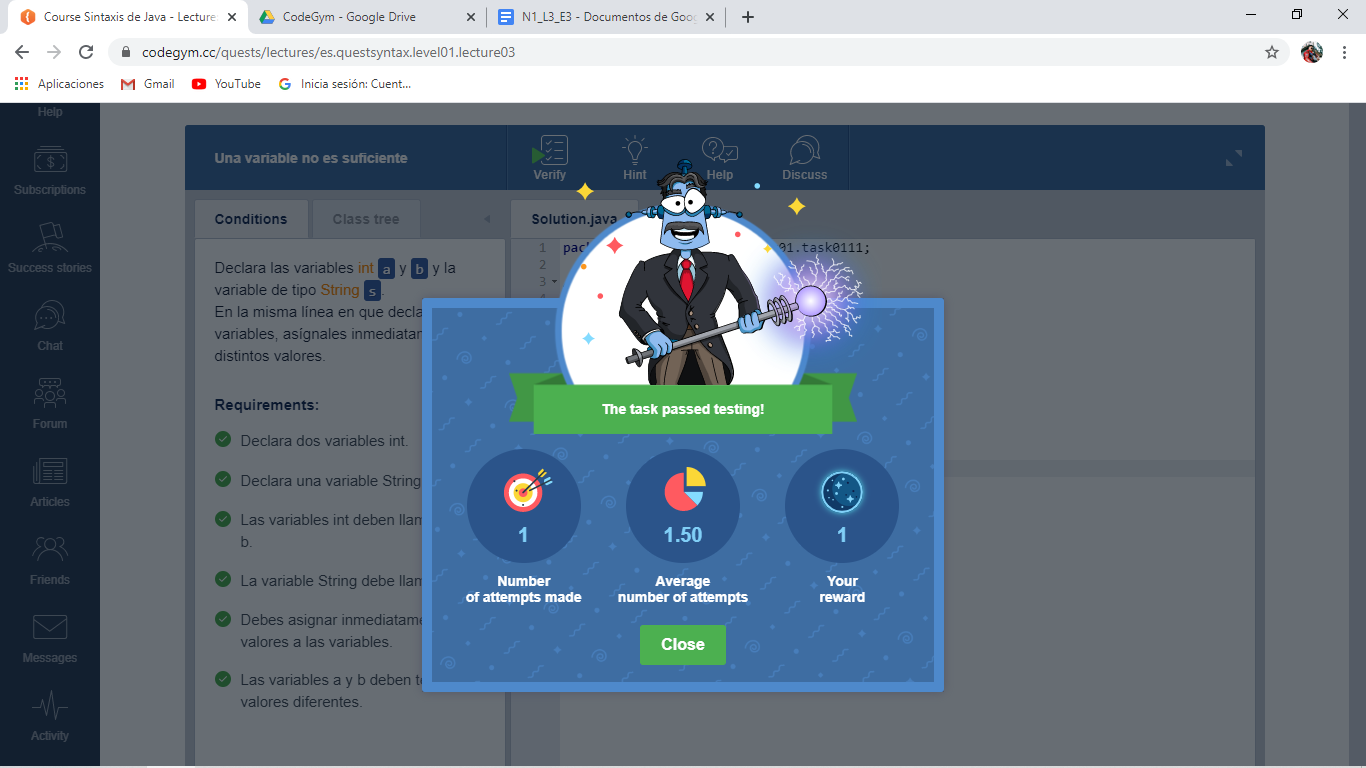 Course Sintaxis de Java - Lecture
CodeGym - Google Drive
N1_L3_E3 - Documentos de Goog
codegym.cc/quests/lectures/es.questsyntax.level01.lecture03
Aplicaciones
Gmail
YouTube
Inicia sesión: Cuent...
Help
Subscriptions
Success stories
Chat
Forum
Articles
Friends
Messages
Activity
Una variable no es suficiente
Verify
Hint
Help
Discuss
Conditions
Class tree
Declara las variables int a y b y la
variable de tipo String s.
En la misma línea en que decla
variables, asígnales inmediatam
distintos valores.
Requirements:
Declara dos variables int.
Declara una variable String
Las variables int deben llam
b.
La variable String debe llam
Debes asignar inmediatame
valores a las variables.
Las variables a y b deben te
valores diferentes.
Solution.java
1 pac 01.task0111;
2
3
The task passed testing!
1
Number
of attempts made
1.50
Average
number of attempts
1
Your
reward
Close